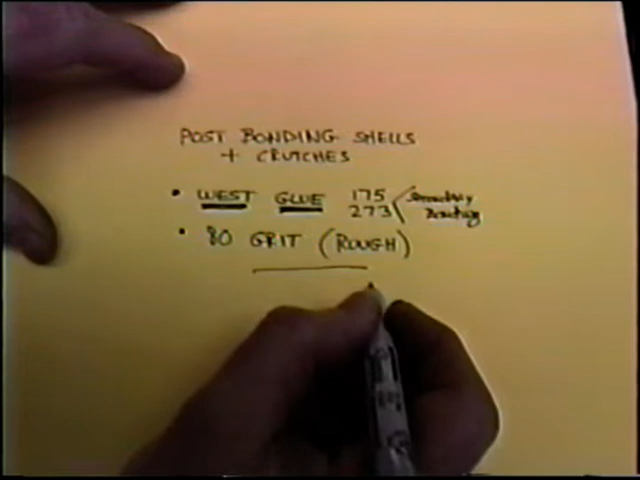 POST BONDING SHELLS
+ CRUTCHES
• WEST GLUE 175
273 Secondary Bonding
• 80 GRIT (ROUGH)